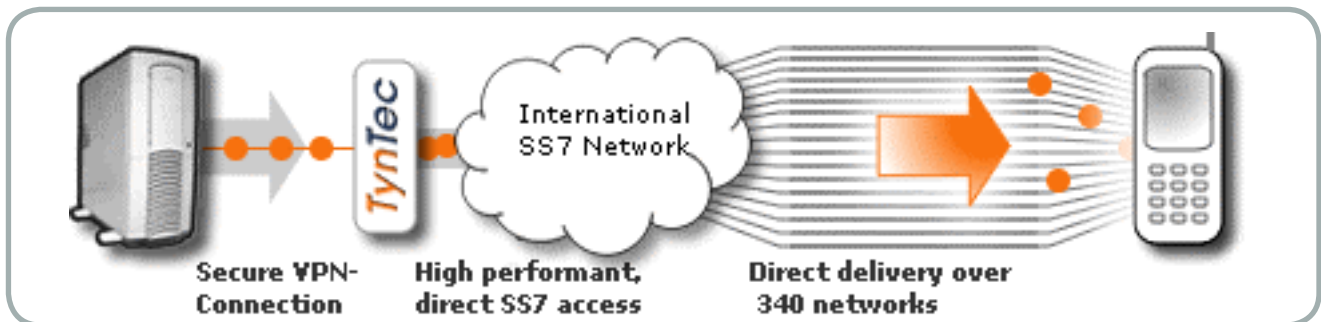 TynTec
International
SS7 Network
Secure VPN-
Connection
High performant,
direct SS7 access
Direct delivery over
340 networks